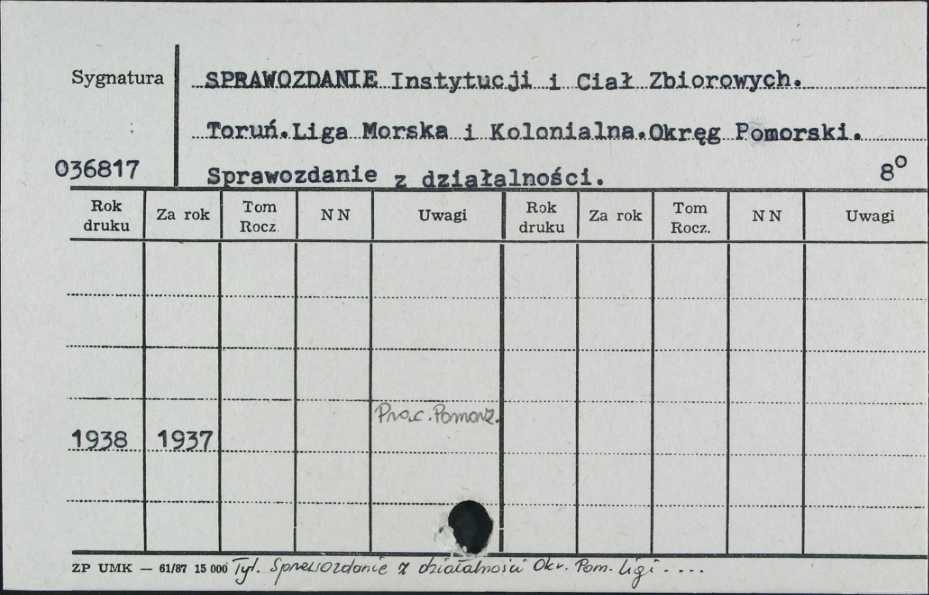 Sygnatura
SPRAWOZDANIE Instytucji i Ciał Zbiorowych.
Toruń.Liga Morska i Kolonialna.Okręg Pomorski.
036817
Sprawozdanie z działalności.
8°
Rok druku Za rok Tom Rocz. N N Uwagi Rok druku Za rok Tom Rocz. N N Uwagi
Prac. Pomorz.
1938 1937
ZP UMK — 61/87 15 000 Tyt. Sprawozdanie z działalności Okr. Pom. Ligi ....